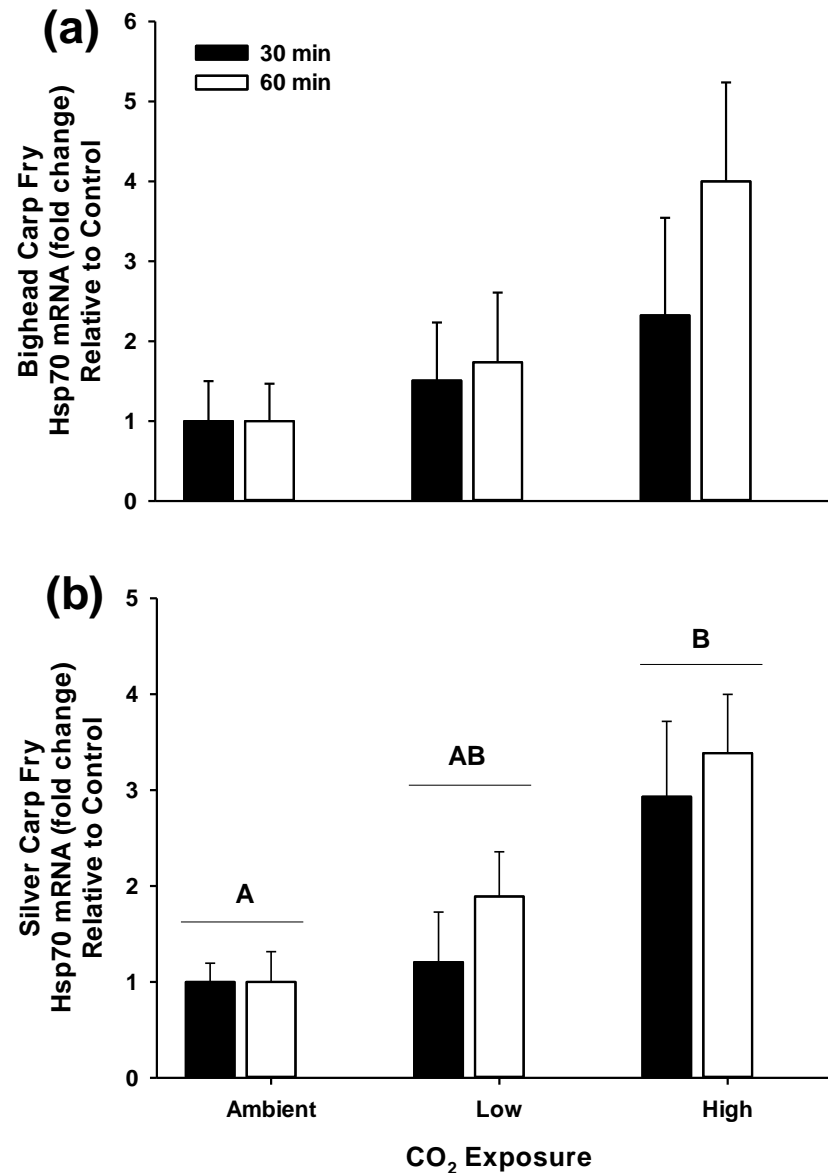 (a)
30 min
60 min
Bighead Carp Fry
Hsp70 mRNA (fold change)
Relative to Control
6
5
4
3
2
1
0
(b)
Silver Carp Fry
Hsp70 mRNA (fold change)
Relative to Control
5
4
3
2
1
0
A
AB
B
Ambient
Low
High
CO₂ Exposure